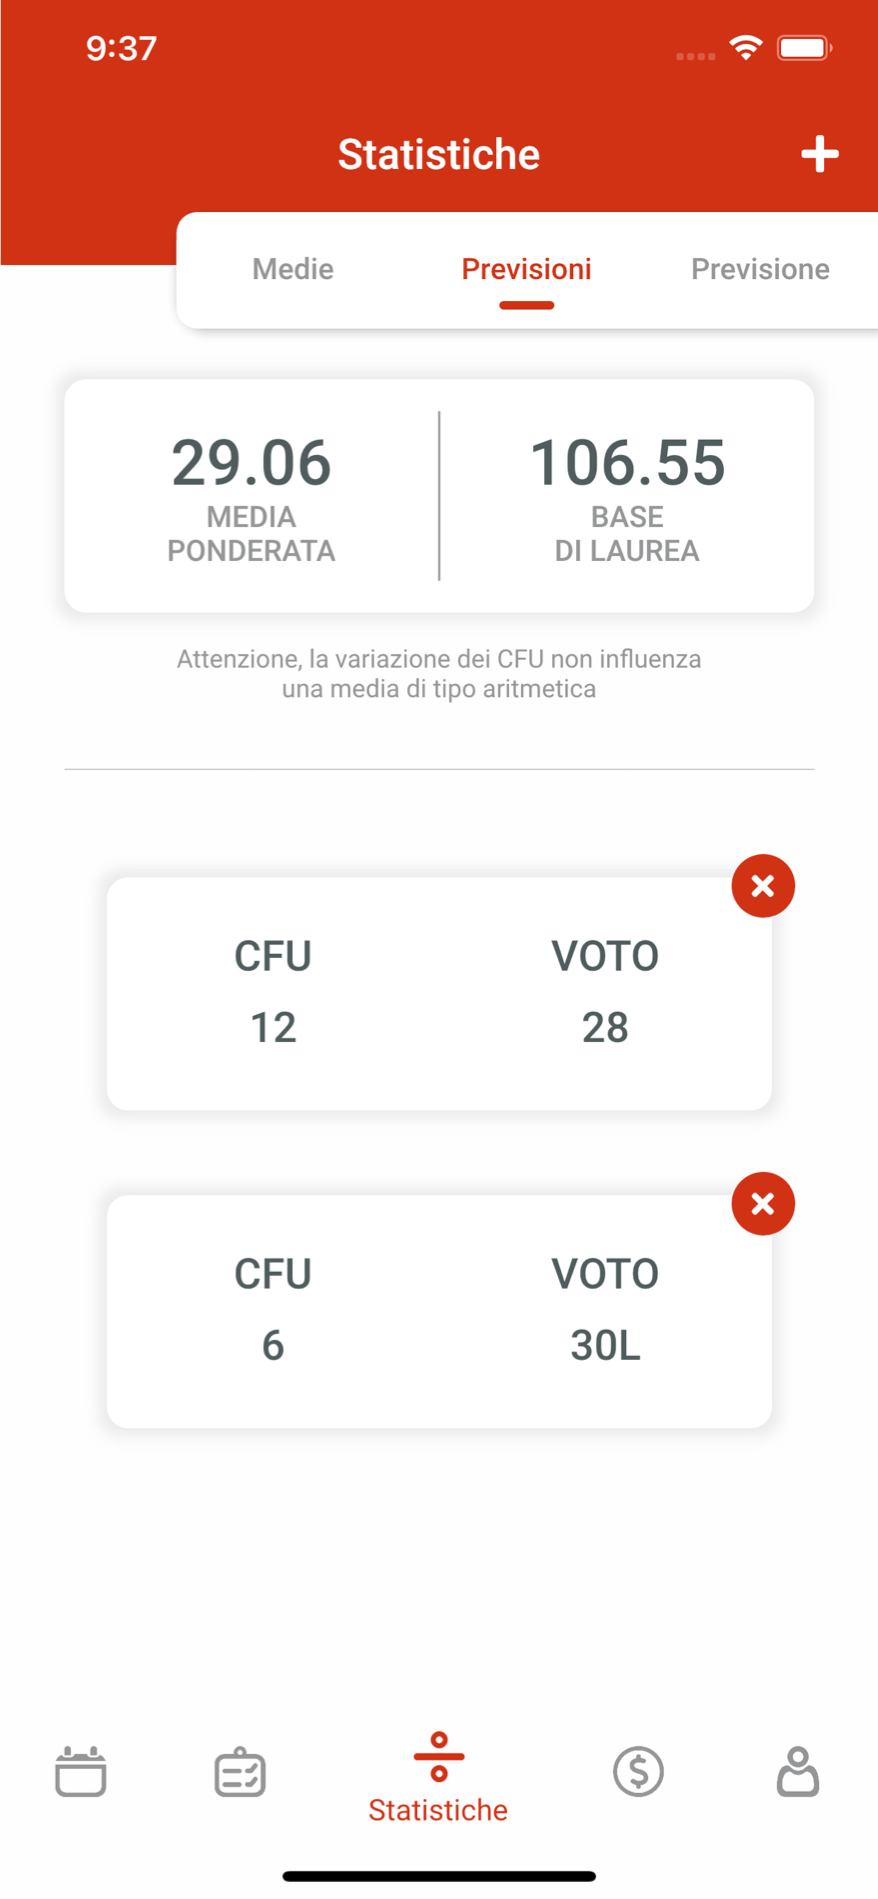 9:37
Statistiche
Medie
Previsioni
Previsione
29.06
MEDIA
PONDERATA
106.55
BASE
DI LAUREA
Attenzione, la variazione dei CFU non influenza
una media di tipo aritmetica
CFU
VOTO
12
28
CFU
VOTO
6
30L
Statistiche